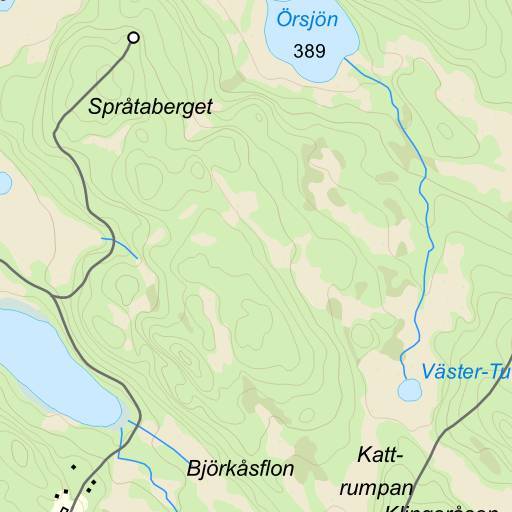 Örsjön
389
Språtaberget
Väster-Tu
Björkåsflon
Katt-
rumpan